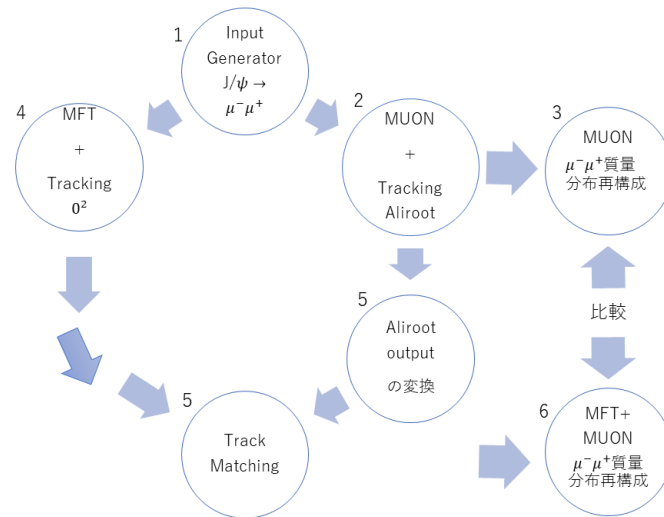 1
Input
Generator
J/𝝍 →
𝝁⁻𝝁⁺
4
MFT
+
Tracking
𝟎²
2
MUON
+
Tracking
Aliroot
3
MUON
𝝁⁻𝝁⁺質量
分布再構成
比較
5
Aliroot
output
の変換
5
Track
Matching
6
MFT+
MUON
𝝁⁻𝝁⁺質量
分布再構成